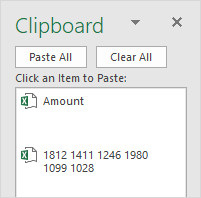 Clipboard
Paste All Clear All
Click an Item to Paste:
Amount
1812 1411 1246 1980
1099 1028